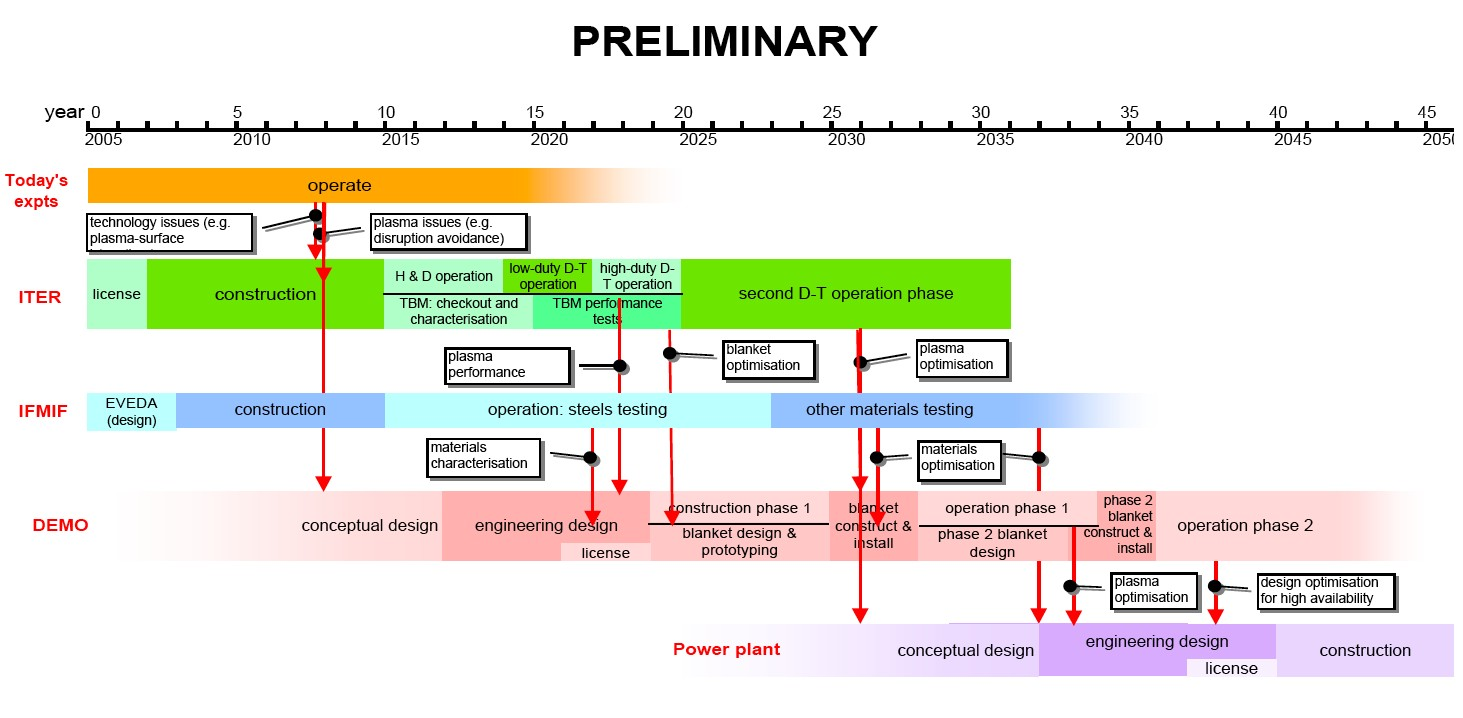 PRELIMINARY
year 0 5 10 15 20 25 30 35 40 45
2005 2010 2015 2020 2025 2030 2035 2040 2045
Today's
expts
operate
technology issues (e.g.
plasma-surface
plasma issues (e.g.
disruption avoidance)
ITER
license
construction
H & D operation
low-duty D-T
operation
high-duty D-
T operation
TBM: checkout and
characterisation
TBM performance
tests
second D-T operation phase
plasma
performance
blanket
optimisation
plasma
optimisation
IFMIF
EVEDA
(design)
construction
operation: steels testing
other materials testing
materials
characterisation
materials
optimisation
DEMO
conceptual design
engineering design
license
construction phase 1
blanket design &
prototyping
blanket
construct &
install
operation phase 1
phase 2 blanket
design
phase 2
blanket
construct &
install
operation phase 2
plasma
optimisation
design optimisation
for high availability
Power plant
conceptual design
engineering design
license
construction